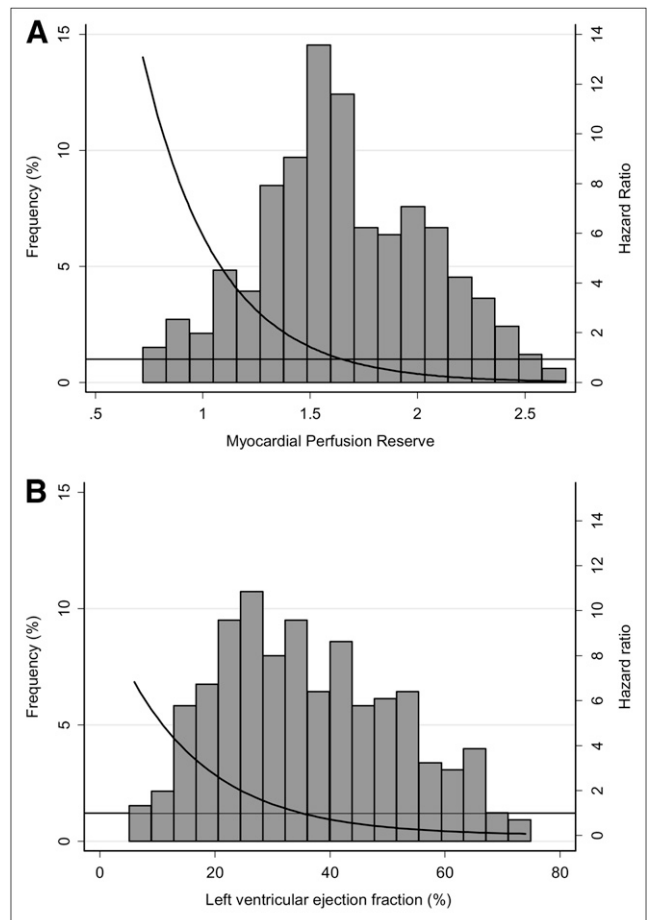 A
15
10
5
0
Frequency (%)
14
12
10
8
6
4
2
0
Hazard Ratio
.5 1 1.5 2 2.5
Myocardial Perfusion Reserve
B
15
10
5
0
Frequency (%)
14
12
10
8
6
4
2
0
Hazard ratio
0 20 40 60 80
Left ventricular ejection fraction (%)